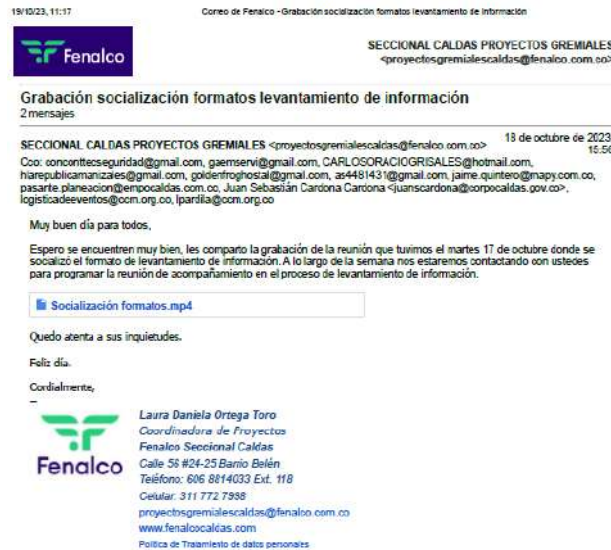 19/10/23, 11:17
Correo de Fenalco - Grabación socialización formatos levantamiento de información
Fenalco
SECCIONAL CALDAS PROYECTOS GREMIALES
<proyectosgremialescaldas@fenalco.com.co>
Grabación socialización formatos levantamiento de información
2 mensajes
SECCIONAL CALDAS PROYECTOS GREMIALES <proyectosgremialescaldas@fenalco.com.co>
18 de octubre de 2023,
15:56
Cco: conconttecseguridad@gmail.com, gaemservi@gmail.com, CARLOSORACIOGRISALES@hotmail.com,
hiarepublicamanizales@gmail.com, goldenfroghostal@gmail.com, as4481431@gmail.com, jaime.quintero@mapy.com.co,
pasante.planeacion@empocaldas.com.co, Juan Sebastián Cardona Cardona <juanscardona@corpocaldas.gov.co>,
logisticadeeventos@ccm.org.co, lpardila@ccm.org.co
Muy buen día para todos,
Espero se encuentren muy bien, les comparto la grabación de la reunión que tuvimos el martes 17 de octubre donde se
socializó el formato de levantamiento de información. A lo largo de la semana nos estaremos contactando con ustedes
para programar la reunión de acompañamiento en el proceso de levantamiento de información.
Socialización formatos.mp4
Quedo atenta a sus inquietudes.
Feliz día.
Cordialmente,
--
Fenalco
Laura Daniela Ortega Toro
Coordinadora de Proyectos
Fenalco Seccional Caldas
Calle 56 #24-25 Barrio Belén
Teléfono: 606 8814033 Ext. 118
Celular: 311 772 7998
proyectosgremialescaldas@fenalco.com.co
www.fenalcocaldas.com
Política de Tratamiento de datos personales